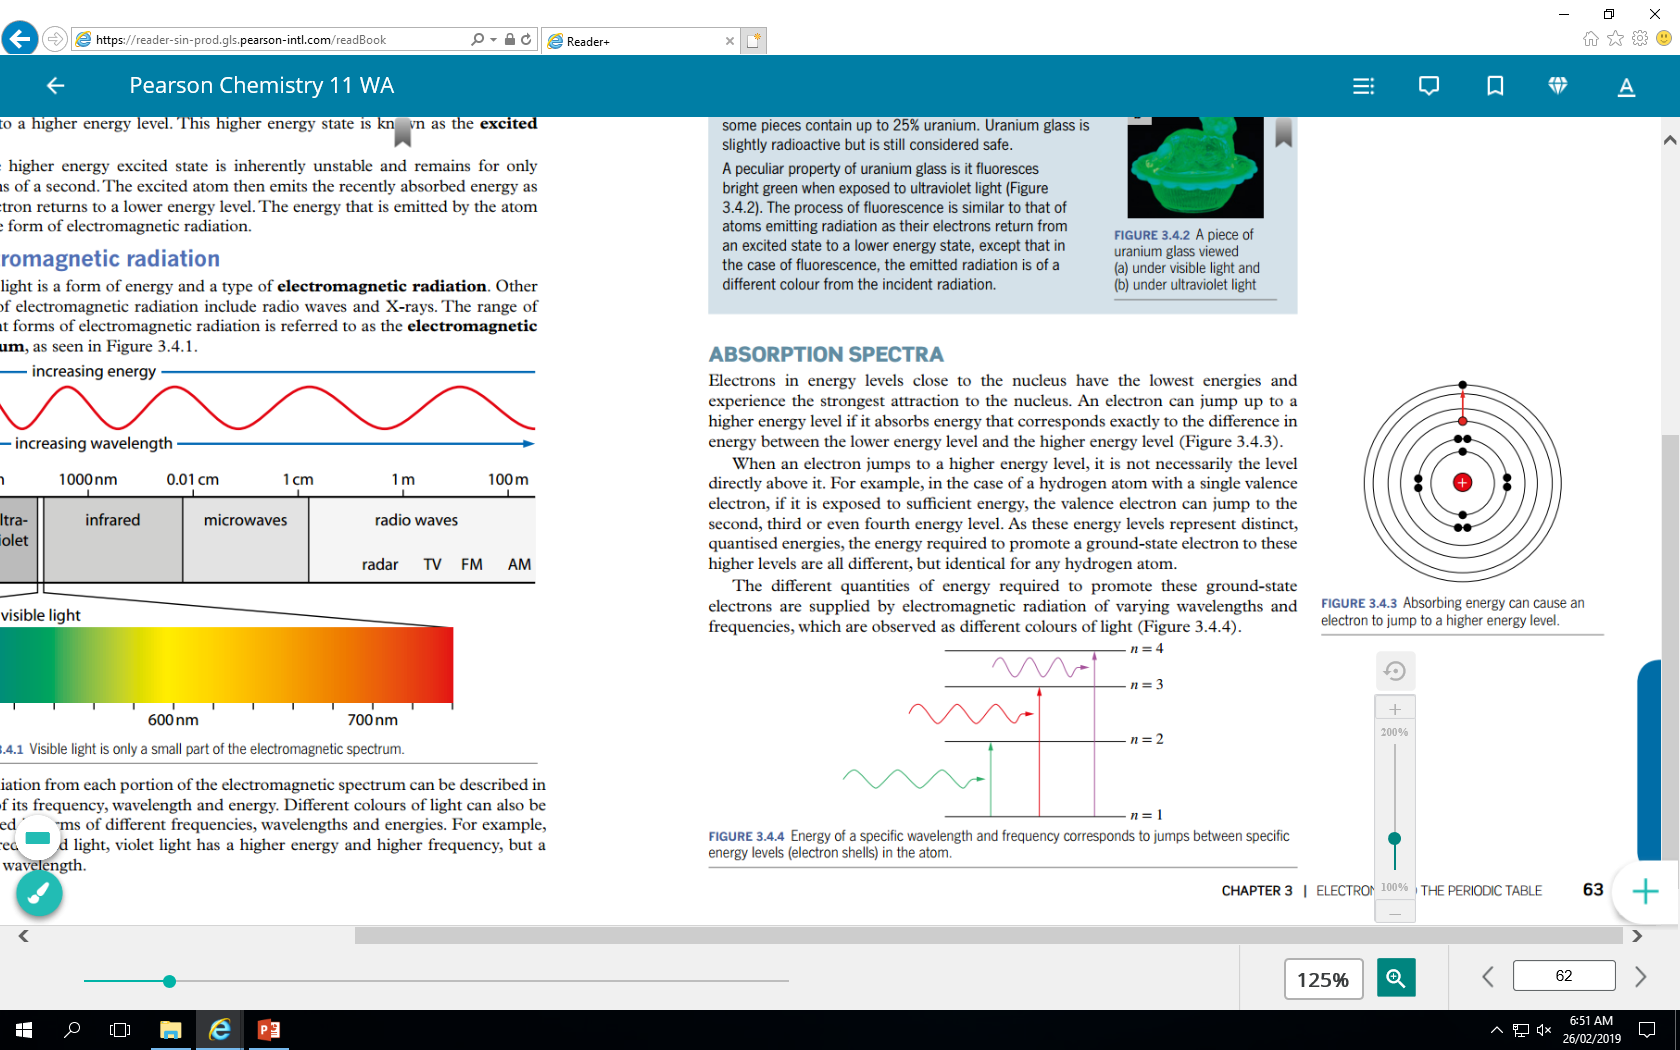 https://reader-sin-prod.gls.pearson-intl.com/readBook
Reader+
Pearson Chemistry 11 WA
to a higher energy level. This higher energy state is known as the excited
higher energy excited state is inherently unstable and remains for only
of a second. The excited atom then emits the recently absorbed energy as
returns to a lower energy level. The energy that is emitted by the atom
form of electromagnetic radiation.
romagnetic radiation
light is a form of energy and a type of electromagnetic radiation. Other
of electromagnetic radiation include radio waves and X-rays. The range of
forms of electromagnetic radiation is referred to as the electromagnetic
um, as seen in Figure 3.4.1.
increasing energy
increasing wavelength
1000 nm 0.01 cm 1 cm 1 m 100 m
ltra-
iolet
infrared
microwaves
radio waves
radar TV FM AM
visible light
600 nm 700 nm
3.4.1 Visible light is only a small part of the electromagnetic spectrum.
iation from each portion of the electromagnetic spectrum can be described in
of its frequency, wavelength and energy. Different colours of light can also be
ed rms of different frequencies, wavelengths and energies. For example,
red d light, violet light has a higher energy and higher frequency, but a
wavelength.
some pieces contain up to 25% uranium. Uranium glass is
slightly radioactive but is still considered safe.
A peculiar property of uranium glass is it fluoresces
bright green when exposed to ultraviolet light (Figure
3.4.2). The process of fluorescence is similar to that of
atoms emitting radiation as their electrons return from
an excited state to a lower energy state, except that in
the case of fluorescence, the emitted radiation is of a
different colour from the incident radiation.
FIGURE 3.4.2 A piece of
uranium glass viewed
(a) under visible light and
(b) under ultraviolet light
ABSORPTION SPECTRA
Electrons in energy levels close to the nucleus have the lowest energies and
experience the strongest attraction to the nucleus. An electron can jump up to a
higher energy level if it absorbs energy that corresponds exactly to the difference in
energy between the lower energy level and the higher energy level (Figure 3.4.3).
When an electron jumps to a higher energy level, it is not necessarily the level
directly above it. For example, in the case of a hydrogen atom with a single valence
electron, if it is exposed to sufficient energy, the valence electron can jump to the
second, third or even fourth energy level. As these energy levels represent distinct,
quantised energies, the energy required to promote a ground-state electron to these
higher levels are all different, but identical for any hydrogen atom.
The different quantities of energy required to promote these ground-state
electrons are supplied by electromagnetic radiation of varying wavelengths and
frequencies, which are observed as different colours of light (Figure 3.4.4).
n = 4
n = 3
n = 2
n = 1
FIGURE 3.4.4 Energy of a specific wavelength and frequency corresponds to jumps between specific
energy levels (electron shells) in the atom.
+
FIGURE 3.4.3 Absorbing energy can cause an
electron to jump to a higher energy level.
200%
100%
CHAPTER 3 | ELECTRON THE PERIODIC TABLE 63
125%
62
6:51 AM
26/02/2019